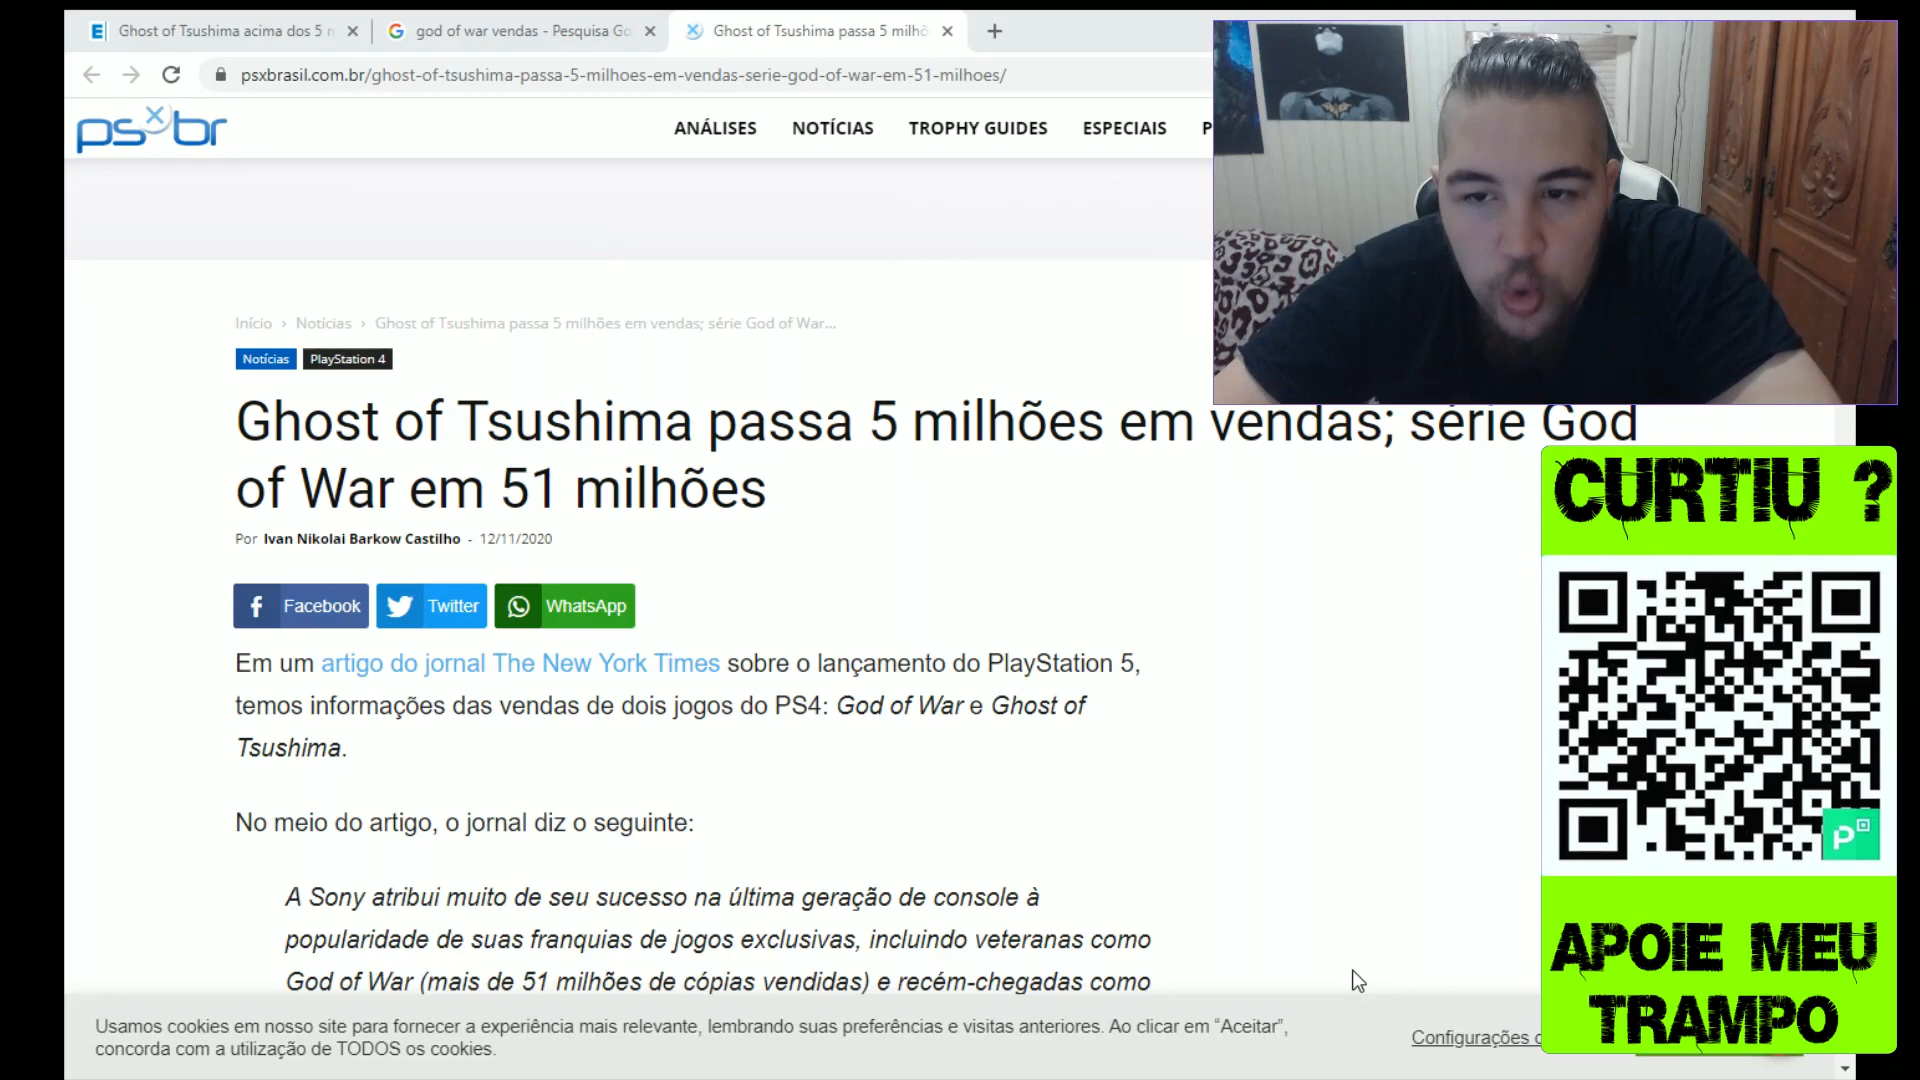 Ghost of Tsushima acima dos 5 m
god of war vendas - Pesquisa Go
Ghost of Tsushima passa 5 milhõ
psxbrasil.com.br/ghost-of-tsushima-passa-5-milhoes-em-vendas-serie-god-of-war-em-51-milhoes/
psxbr
ANÁLISES NOTÍCIAS TROPHY GUIDES ESPECIAIS P
Início › Notícias › Ghost of Tsushima passa 5 milhões em vendas; série God of War...
Notícias PlayStation 4
Ghost of Tsushima passa 5 milhões em vendas; série God
of War em 51 milhões
Por Ivan Nikolai Barkow Castilho - 12/11/2020
Facebook Twitter WhatsApp
Em um artigo do jornal The New York Times sobre o lançamento do PlayStation 5,
temos informações das vendas de dois jogos do PS4: God of War e Ghost of
Tsushima.
No meio do artigo, o jornal diz o seguinte:
A Sony atribui muito de seu sucesso na última geração de console à
popularidade de suas franquias de jogos exclusivas, incluindo veteranas como
God of War (mais de 51 milhões de cópias vendidas) e recém-chegadas como
Usamos cookies em nosso site para fornecer a experiência mais relevante, lembrando suas preferências e visitas anteriores. Ao clicar em “Aceitar”,
concorda com a utilização de TODOS os cookies.
Configurações
CURTIU ?
APOIE MEU
TRAMPO